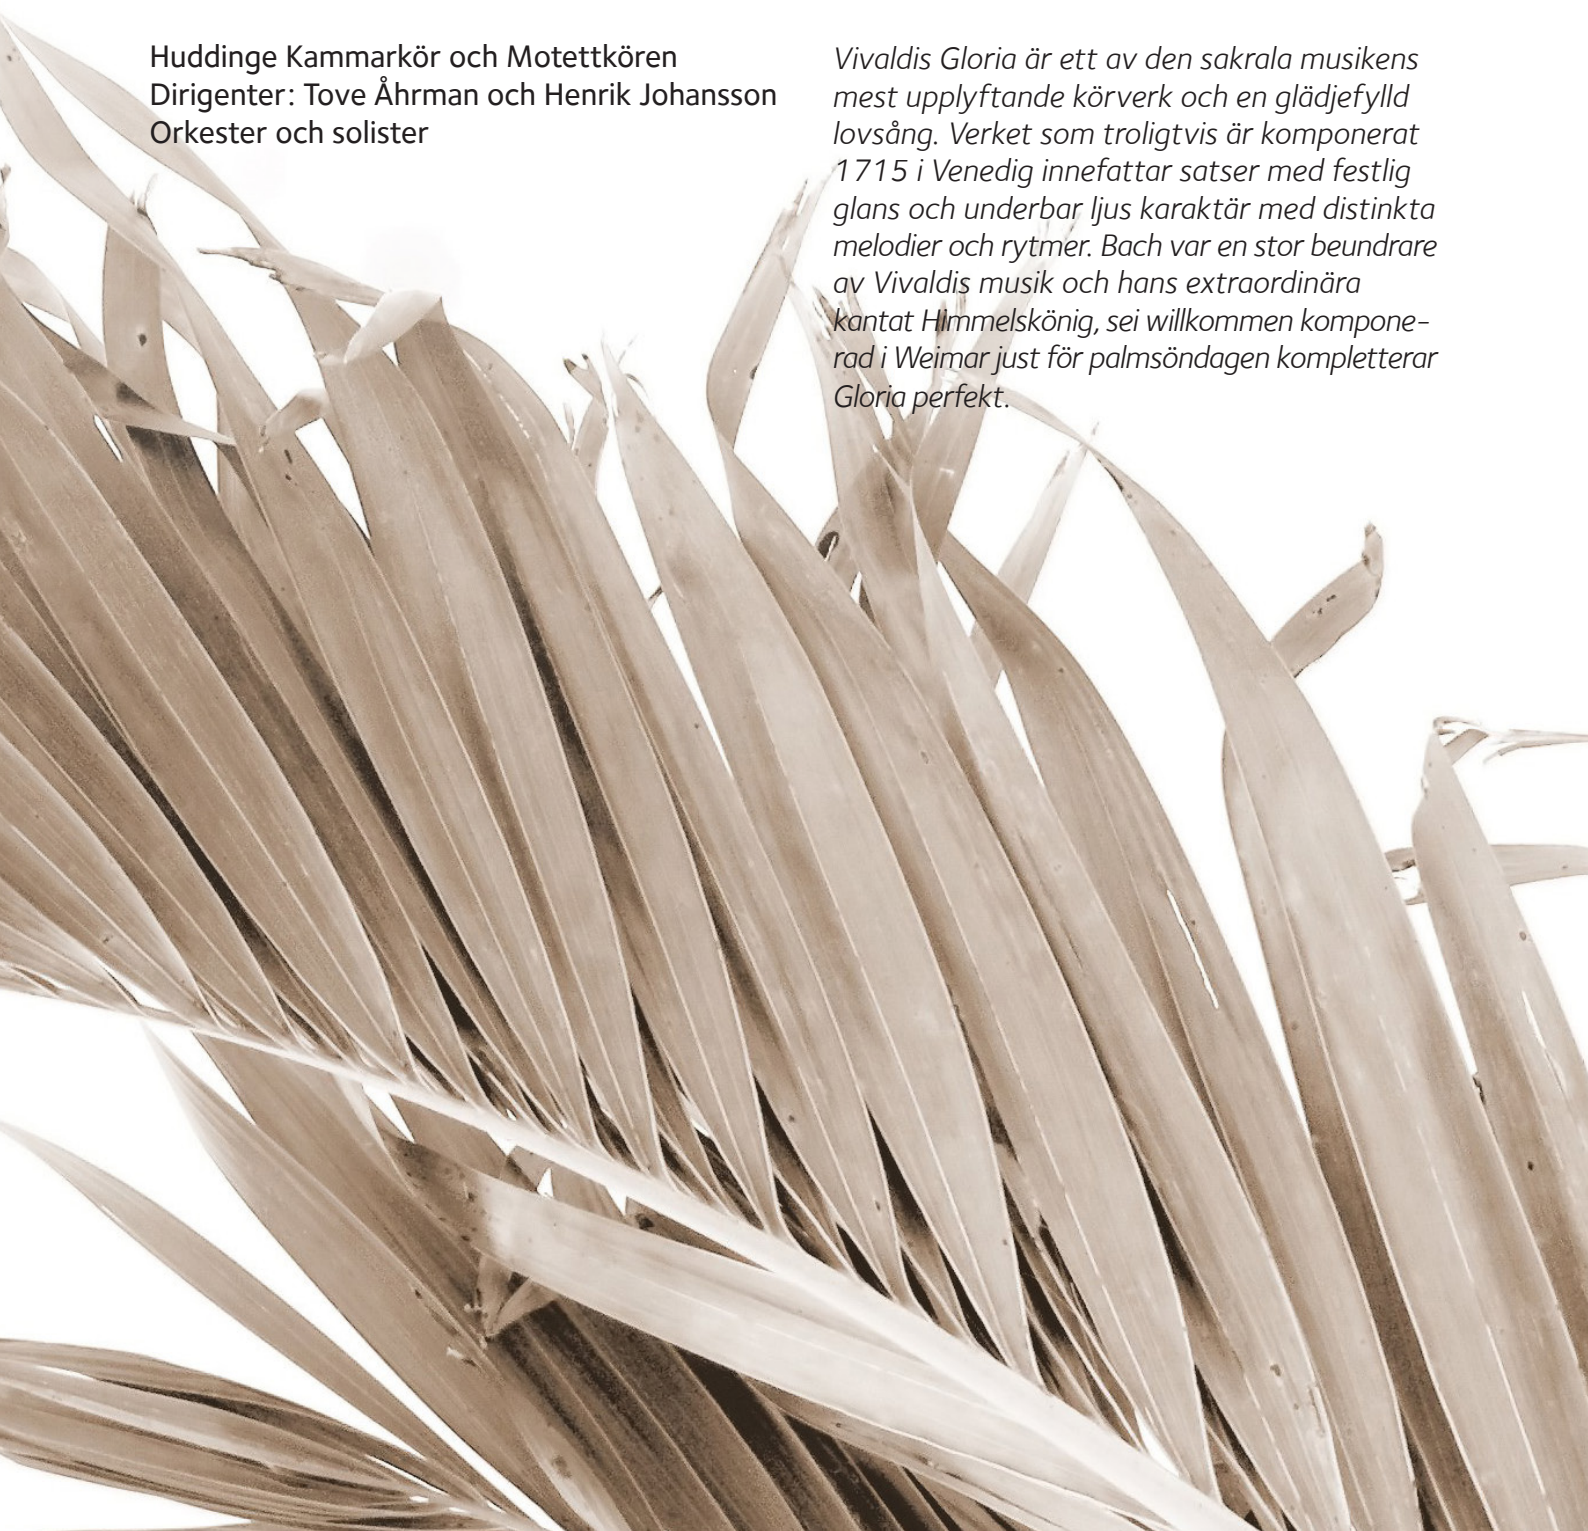 Huddinge Kammarkör och Motettkören
Dirigenter: Tove Åhrman och Henrik Johansson
Orkester och solister
Vivaldis Gloria är ett av den sakrala musikens
mest upplyftande körverk och en glädjefylld
lovsång. Verket som troligtvis är komponerat
1715 i Venedig innefattar satser med festlig
glans och underbar ljus karaktär med distinkta
melodier och rytmer. Bach var en stor beundrare
av Vivaldis musik och hans extraordinära
kantat Himmelskönig, sei willkommen kompone-
rad i Weimar just för palmsöndagen kompletterar
Gloria perfekt.